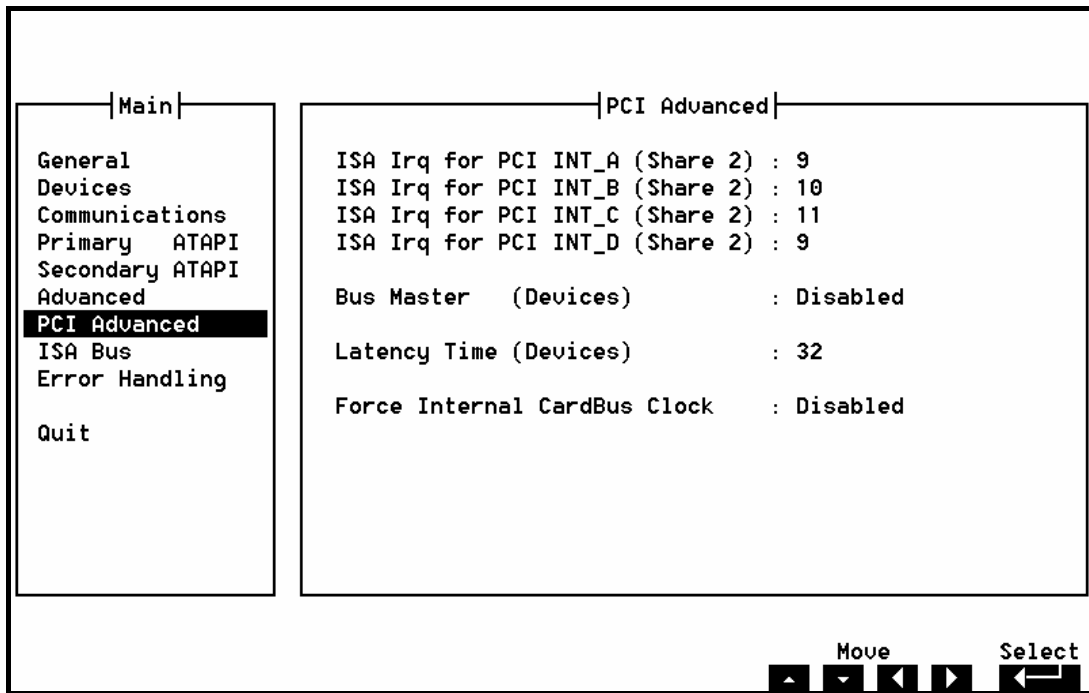 Main
General
Devices
Communications
Primary ATAPI
Secondary ATAPI
Advanced
PCI Advanced
ISA Bus
Error Handling
Quit
PCI Advanced
ISA Irq for PCI INT_A (Share 2) : 9
ISA Irq for PCI INT_B (Share 2) : 10
ISA Irq for PCI INT_C (Share 2) : 11
ISA Irq for PCI INT_D (Share 2) : 9
Bus Master (Devices) : Disabled
Latency Time (Devices) : 32
Force Internal CardBus Clock : Disabled
Move
Select